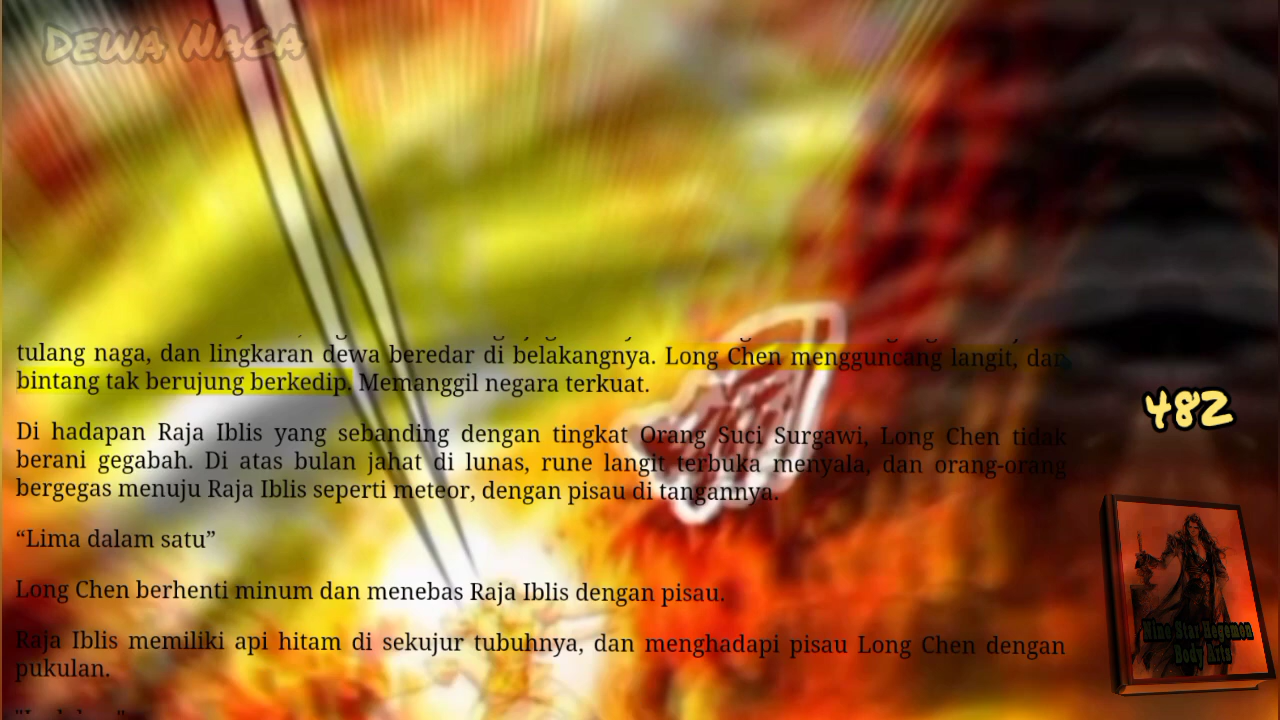 Dewa Naga
tulang naga, dan lingkaran dewa beredar di belakangnya. Long Chen mengguncang langit, dan
bintang tak berujung berkedip. Memanggil negara terkuat.
Di hadapan Raja Iblis yang sebanding dengan tingkat Orang Suci Surgawi, Long Chen tidak
berani gegabah. Di atas bulan jahat di lunas, rune langit terbuka menyala, dan orang-orang
bergegas menuju Raja Iblis seperti meteor, dengan pisau di tangannya.
“Lima dalam satu”
Long Chen berhenti minum dan menebas Raja Iblis dengan pisau.
Raja Iblis memiliki api hitam di sekujur tubuhnya, dan menghadapi pisau Long Chen dengan
pukulan.
482
Nine Star Hegemon
Body Arts